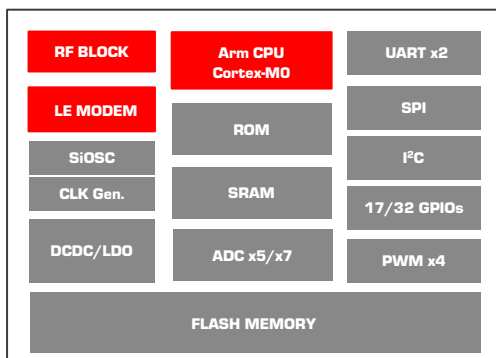 RF BLOCK
LE MODEM
SiOSC
CLK Gen.
DCDC/LDO
Arm CPU
Cortex-M0
ROM
SRAM
ADC x5/x7
UART x2
SPI
I²C
17/32 GPIOs
PWM x4
FLASH MEMORY